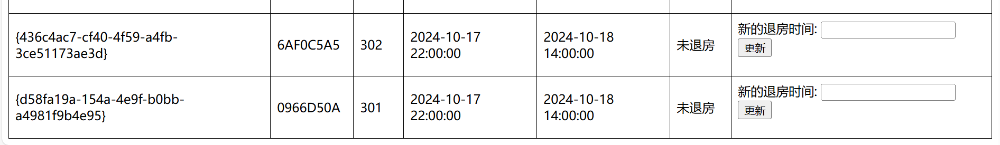 {436c4ac7-cf40-4f59-a4fb-
3ce51173ae3d}
6AF0C5A5
302
2024-10-17
22:00:00
2024-10-18
14:00:00
未退房
新的退房时间:
更新
{d58fa19a-154a-4e9f-b0bb-
a4981f9b4e95}
0966D50A
301
2024-10-17
22:00:00
2024-10-18
14:00:00
未退房
新的退房时间:
更新